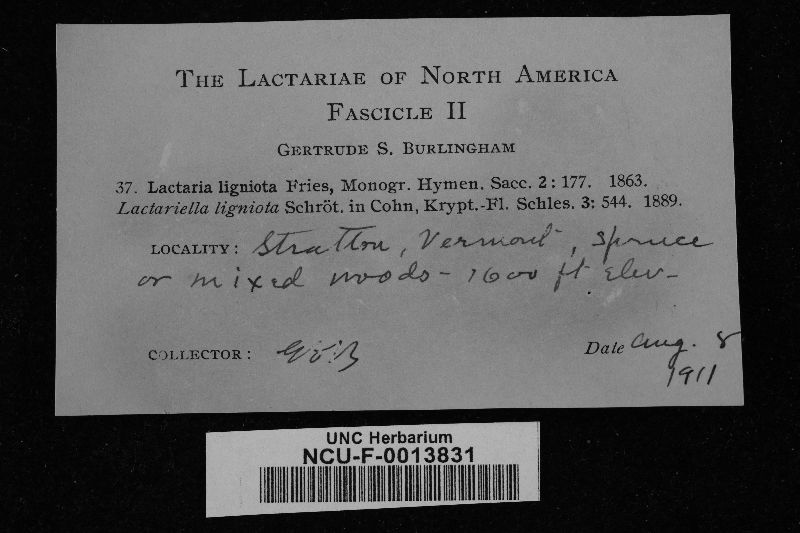 THE LACTARIAE OF NORTH AMERICA
FASCICLE II
GERTRUDE S. BURLINGHAM
37. Lactaria ligniota Fries, Monogr. Hymen. Suec. 2: 177. 1863.
Lactariella ligniota Schröt. in Cohn, Krypt.-Fl. Schles. 3: 544. 1889.
LOCALITY: Stratton, Vermont, spruce
or mixed woods - 1600 ft elev-
COLLECTOR: GSB
Date Aug. 8
1911
UNC Herbarium
NCU-F-0013831